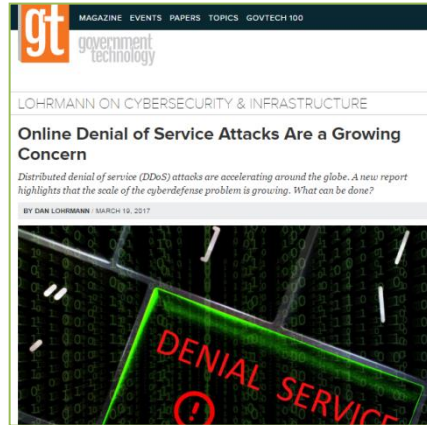 gt
MAGAZINE EVENTS PAPERS TOPICS GOVTECH 100
government
technology
LOHRMANN ON CYBERSECURITY & INFRASTRUCTURE
Online Denial of Service Attacks Are a Growing
Concern
Distributed denial of service (DDoS) attacks are accelerating around the globe. A new report
highlights that the scale of the cyberdefense problem is growing. What can be done?
BY DAN LOHRMANN / MARCH 19, 2017
DENIAL SERVICE